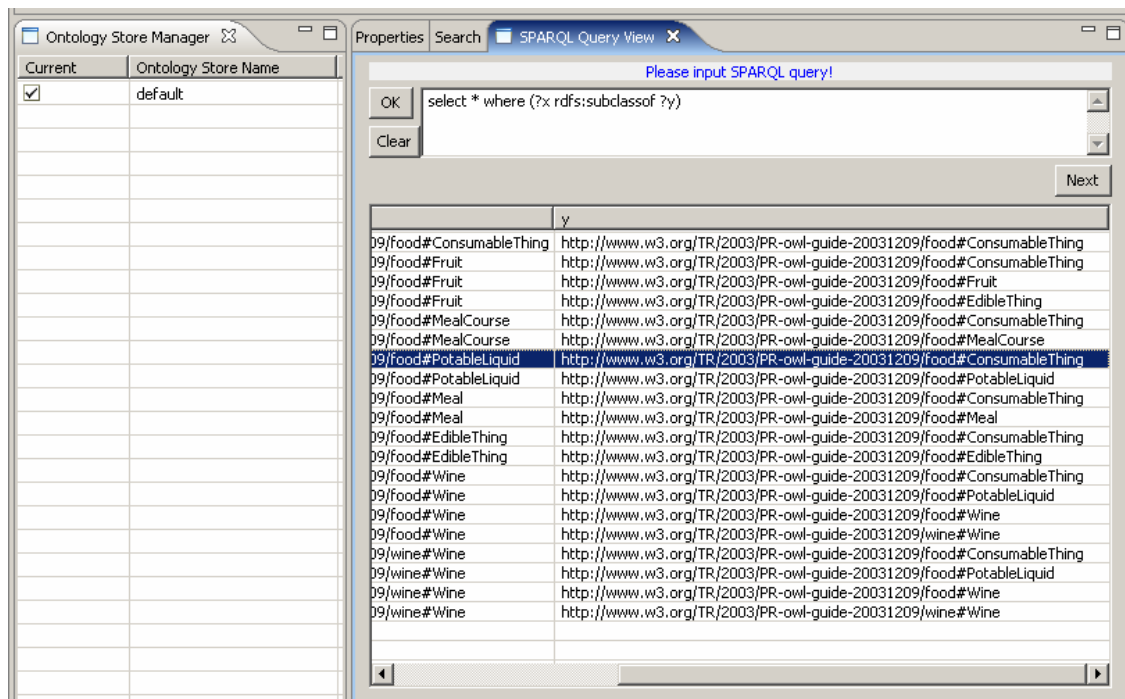 Ontology Store Manager
Current Ontology Store Name
default
Properties Search SPARQL Query View
Please input SPARQL query!
OK
select * where (?x rdfs:subclassof ?y)
Clear
Next
y
09/food#ConsumableThing http://www.w3.org/TR/2003/PR-owl-guide-20031209/food#ConsumableThing
09/food#Fruit http://www.w3.org/TR/2003/PR-owl-guide-20031209/food#ConsumableThing
09/food#Fruit http://www.w3.org/TR/2003/PR-owl-guide-20031209/food#Fruit
09/food#Fruit http://www.w3.org/TR/2003/PR-owl-guide-20031209/food#EdibleThing
09/food#MealCourse http://www.w3.org/TR/2003/PR-owl-guide-20031209/food#ConsumableThing
09/food#MealCourse http://www.w3.org/TR/2003/PR-owl-guide-20031209/food#MealCourse
09/food#PotableLiquid http://www.w3.org/TR/2003/PR-owl-guide-20031209/food#ConsumableThing
09/food#PotableLiquid http://www.w3.org/TR/2003/PR-owl-guide-20031209/food#PotableLiquid
09/food#Meal http://www.w3.org/TR/2003/PR-owl-guide-20031209/food#ConsumableThing
09/food#Meal http://www.w3.org/TR/2003/PR-owl-guide-20031209/food#Meal
09/food#EdibleThing http://www.w3.org/TR/2003/PR-owl-guide-20031209/food#ConsumableThing
09/food#EdibleThing http://www.w3.org/TR/2003/PR-owl-guide-20031209/food#EdibleThing
09/food#Wine http://www.w3.org/TR/2003/PR-owl-guide-20031209/food#ConsumableThing
09/food#Wine http://www.w3.org/TR/2003/PR-owl-guide-20031209/food#PotableLiquid
09/food#Wine http://www.w3.org/TR/2003/PR-owl-guide-20031209/food#Wine
09/food#Wine http://www.w3.org/TR/2003/PR-owl-guide-20031209/wine#Wine
09/wine#Wine http://www.w3.org/TR/2003/PR-owl-guide-20031209/food#ConsumableThing
09/wine#Wine http://www.w3.org/TR/2003/PR-owl-guide-20031209/food#PotableLiquid
09/wine#Wine http://www.w3.org/TR/2003/PR-owl-guide-20031209/food#Wine
09/wine#Wine http://www.w3.org/TR/2003/PR-owl-guide-20031209/wine#Wine